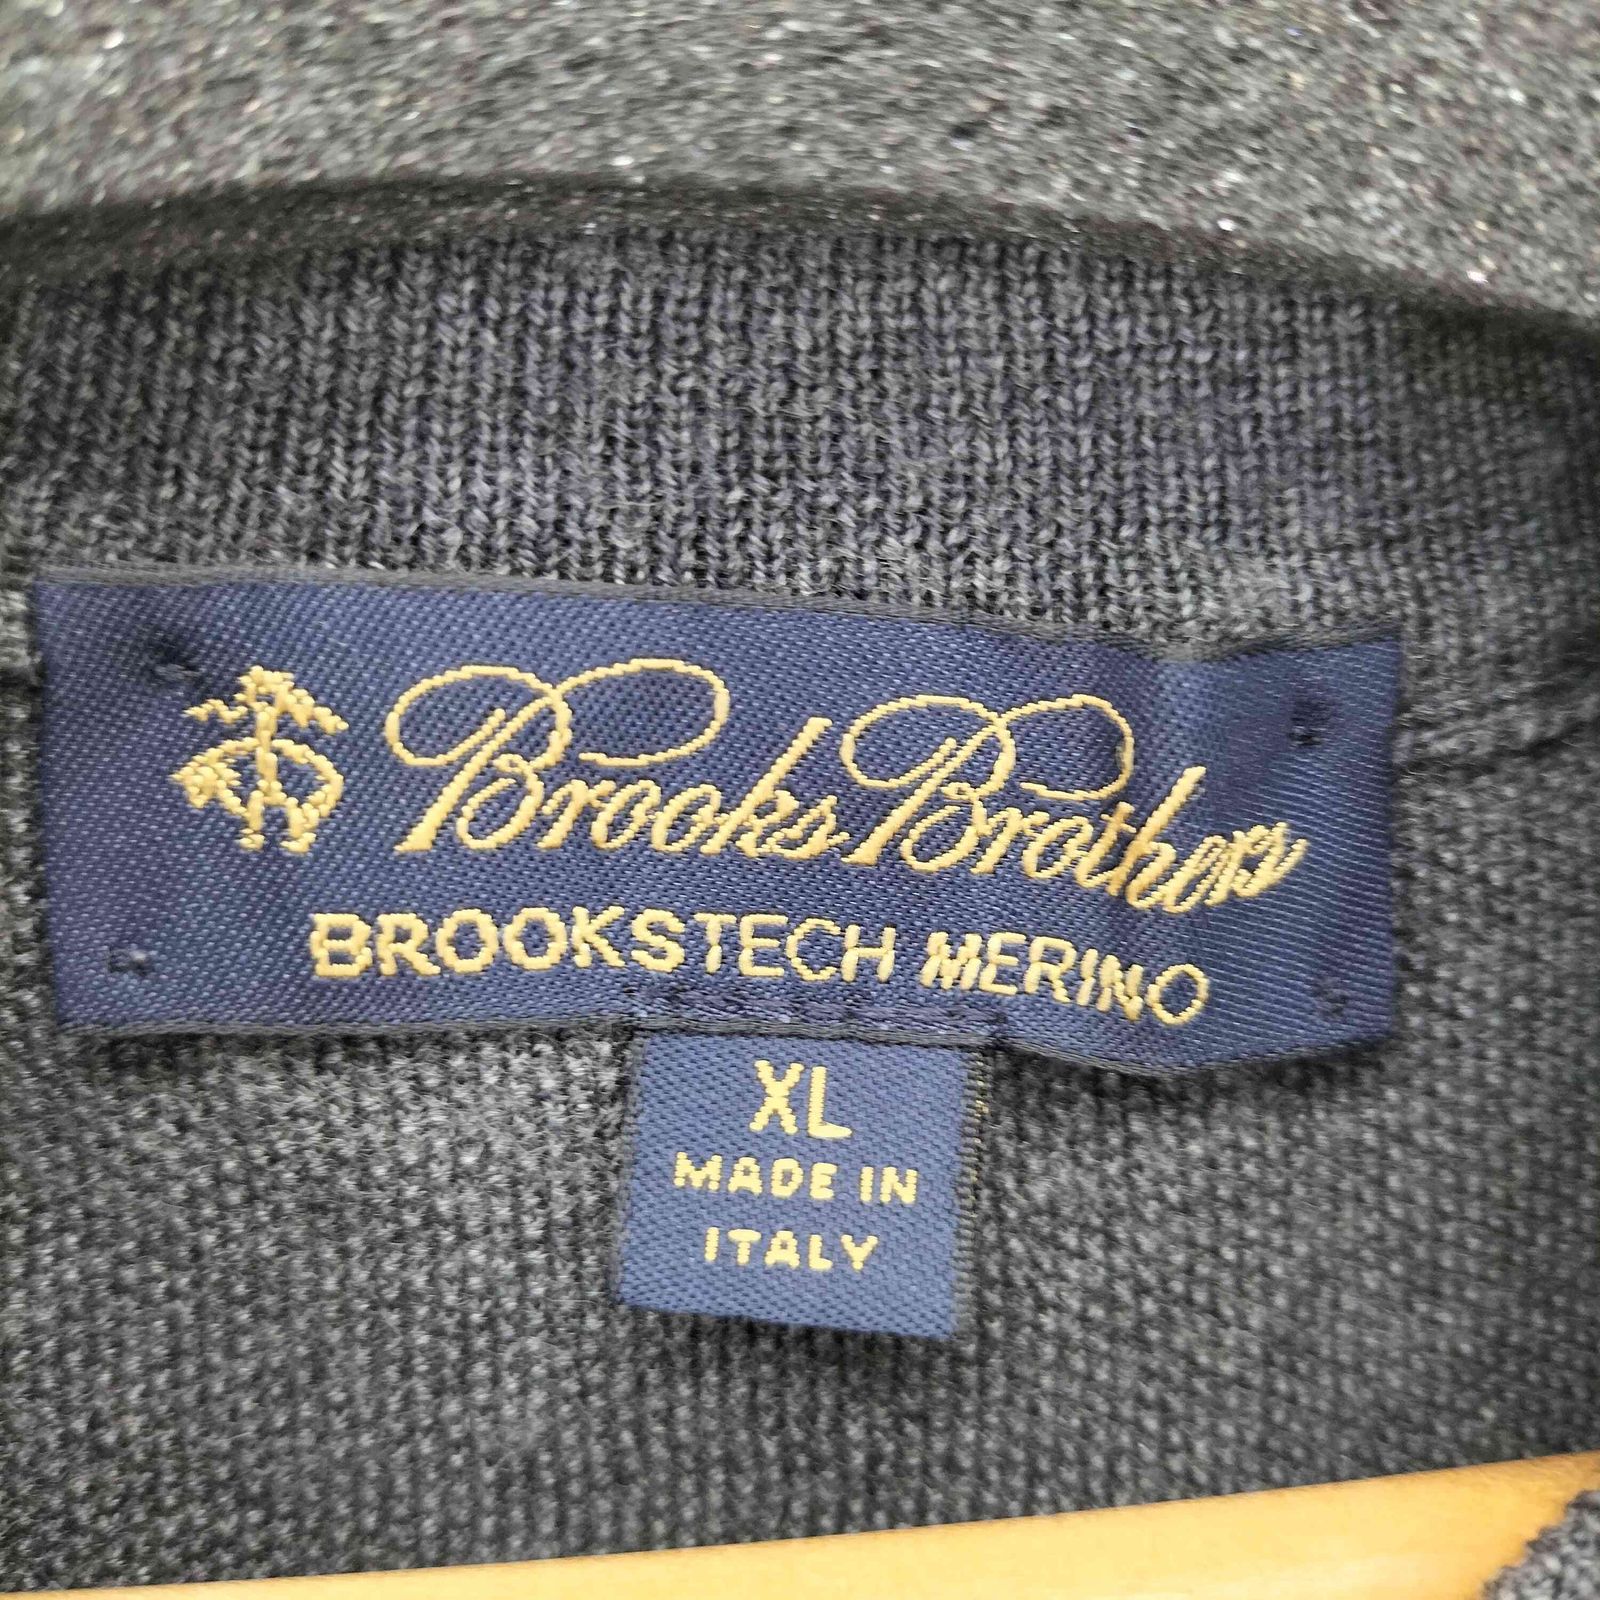 Brooks Brothers
BROOKSTECH MERINO
XL
MADE IN
ITALY